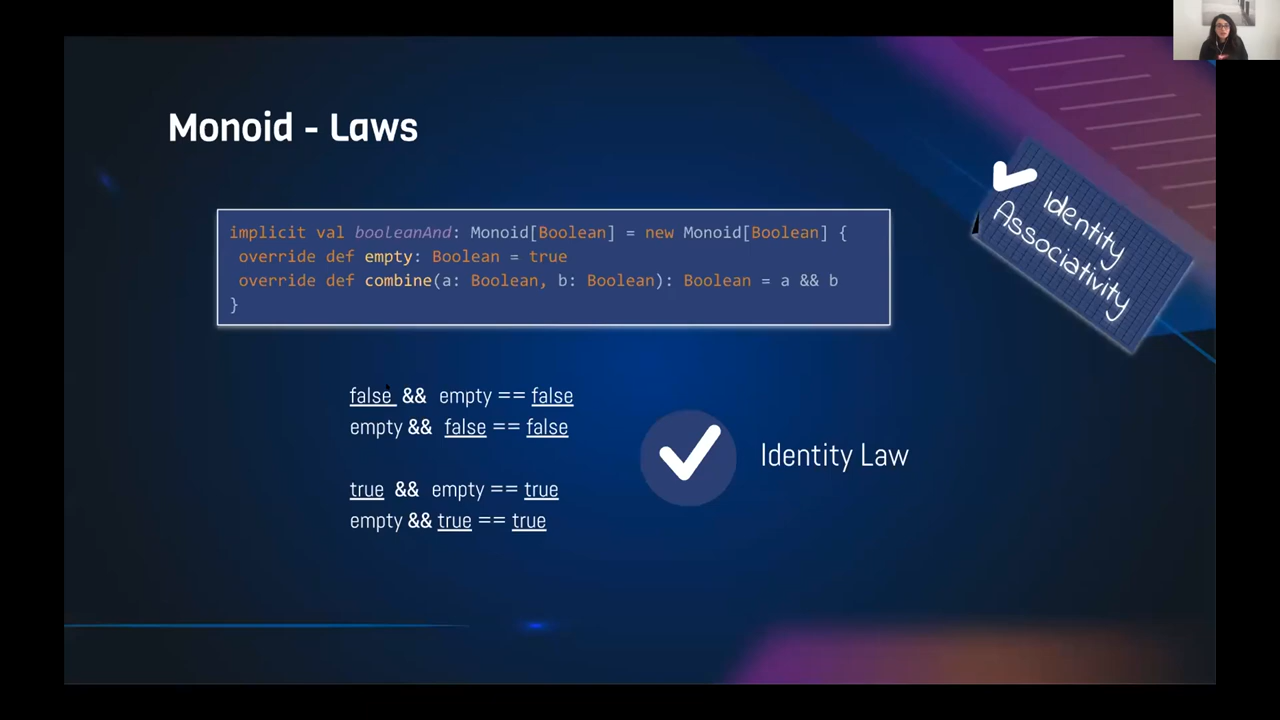 Monoid - Laws
implicit val booleanAnd: Monoid[Boolean] = new Monoid[Boolean] {
override def empty: Boolean = true
override def combine(a: Boolean, b: Boolean): Boolean = a && b
}
Identity
Associativity
false && empty == false
empty && false == false
true && empty == true
empty && true == true
Identity Law